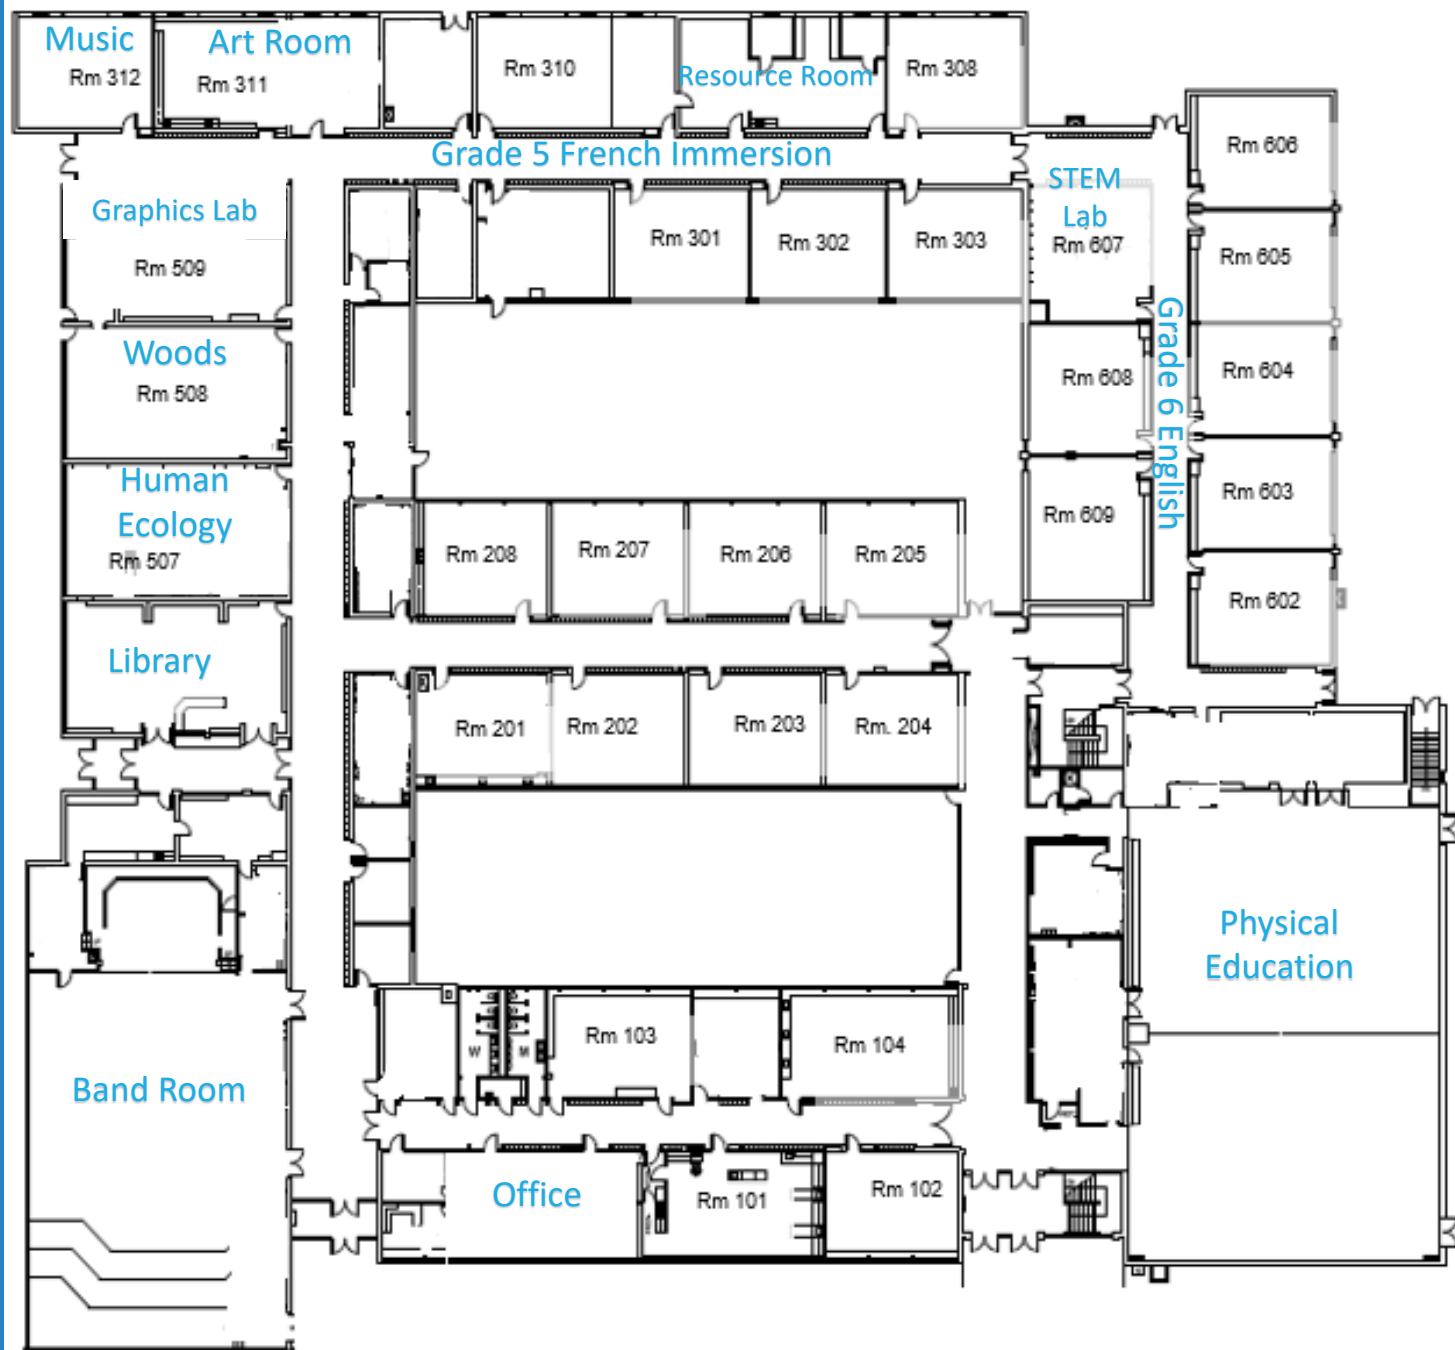 Music
Rm 312
Art Room
Rm 311
Rm 310
Resource Room
Rm 308
Grade 5 French Immersion
Rm 606
STEM
Lab
Rm 607
Graphics Lab
Rm 509
Rm 301
Rm 302
Rm 303
Rm 605
Woods
Rm 508
Rm 608
Grade 6 English
Rm 604
Human
Ecology
Rm 507
Rm 609
Rm 603
Rm 208
Rm 207
Rm 206
Rm 205
Rm 602
Library
Rm 201
Rm 202
Rm 203
Rm. 204
Physical
Education
Rm 103
Rm 104
W
M
Band Room
Office
Rm 101
Rm 102